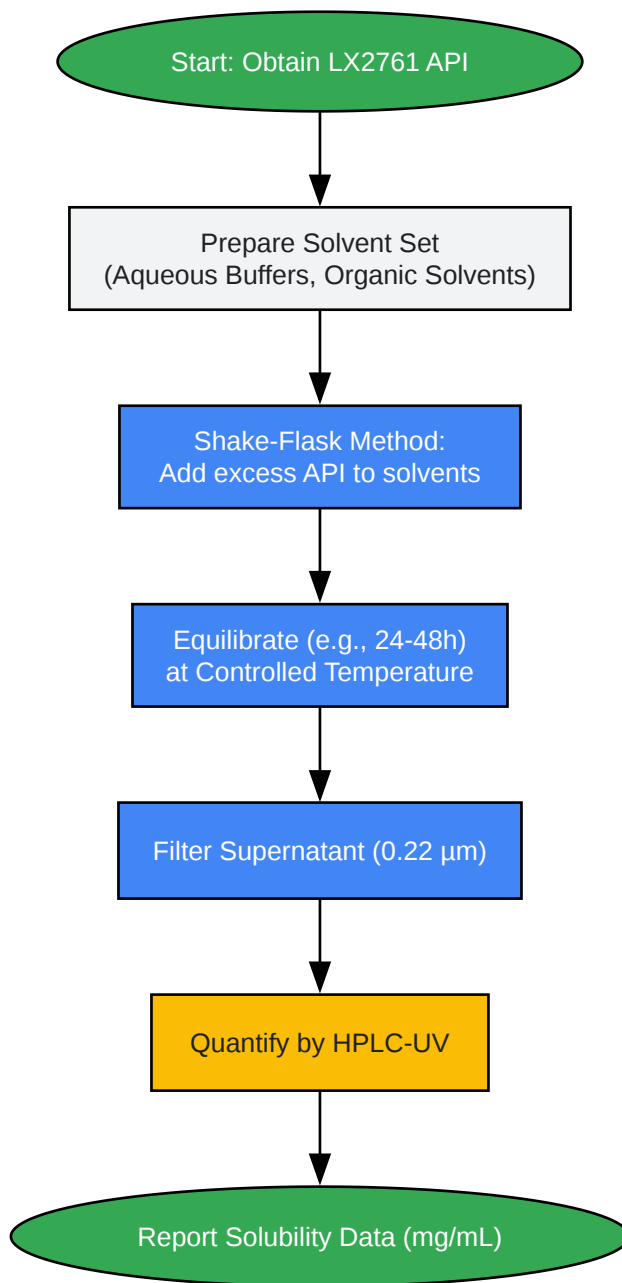 Start: Obtain LX2761 API
Prepare Solvent Set
(Aqueous Buffers, Organic Solvents)
Shake-Flask Method:
Add excess API to solvents
Equilibrate (e.g., 24-48h)
at Controlled Temperature
Filter Supernatant (0.22 µm)
Quantify by HPLC-UV
Report Solubility Data (mg/mL)